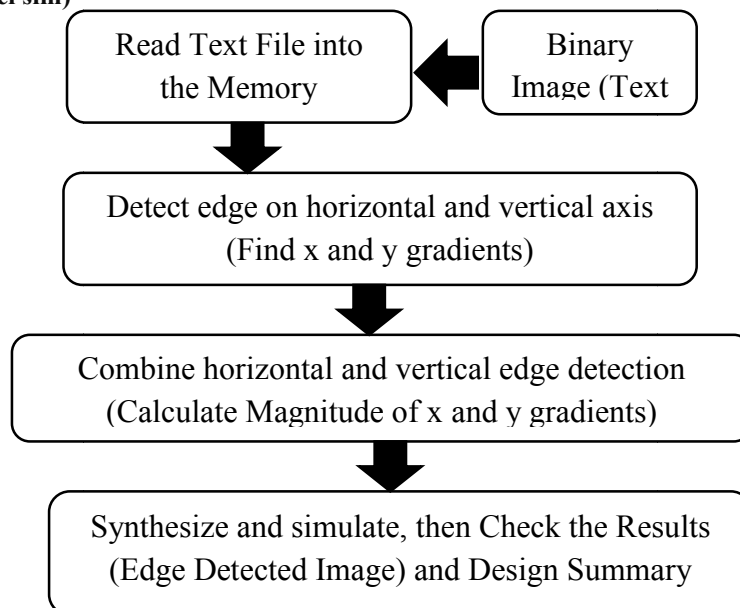 Read Text File into
the Memory
Binary
Image (Text
Detect edge on horizontal and vertical axis
(Find x and y gradients)
Combine horizontal and vertical edge detection
(Calculate Magnitude of x and y gradients)
Synthesize and simulate, then Check the Results
(Edge Detected Image) and Design Summary